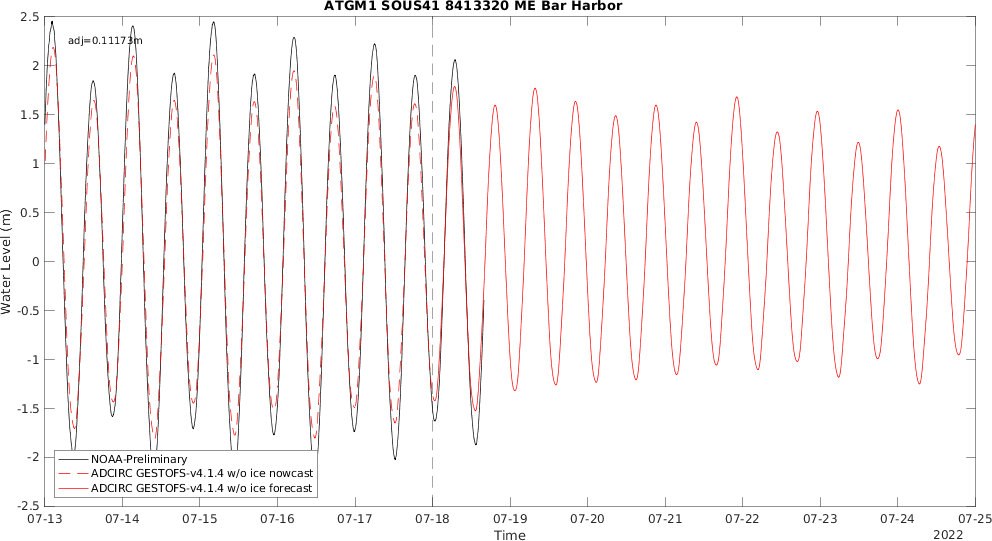 ATGM1 SOUS41 8413320 ME Bar Harbor
adj=0.11173m
2.5
2
1.5
1
0.5
0
-0.5
-1
-1.5
-2
-2.5
Water Level (m)
NOAA-Preliminary
ADCIRC GESTOFS-v4.1.4 w/o ice nowcast
ADCIRC GESTOFS-v4.1.4 w/o ice forecast
07-13 07-14 07-15 07-16 07-17 07-18 07-19 07-20 07-21 07-22 07-23 07-24 07-25
Time
2022